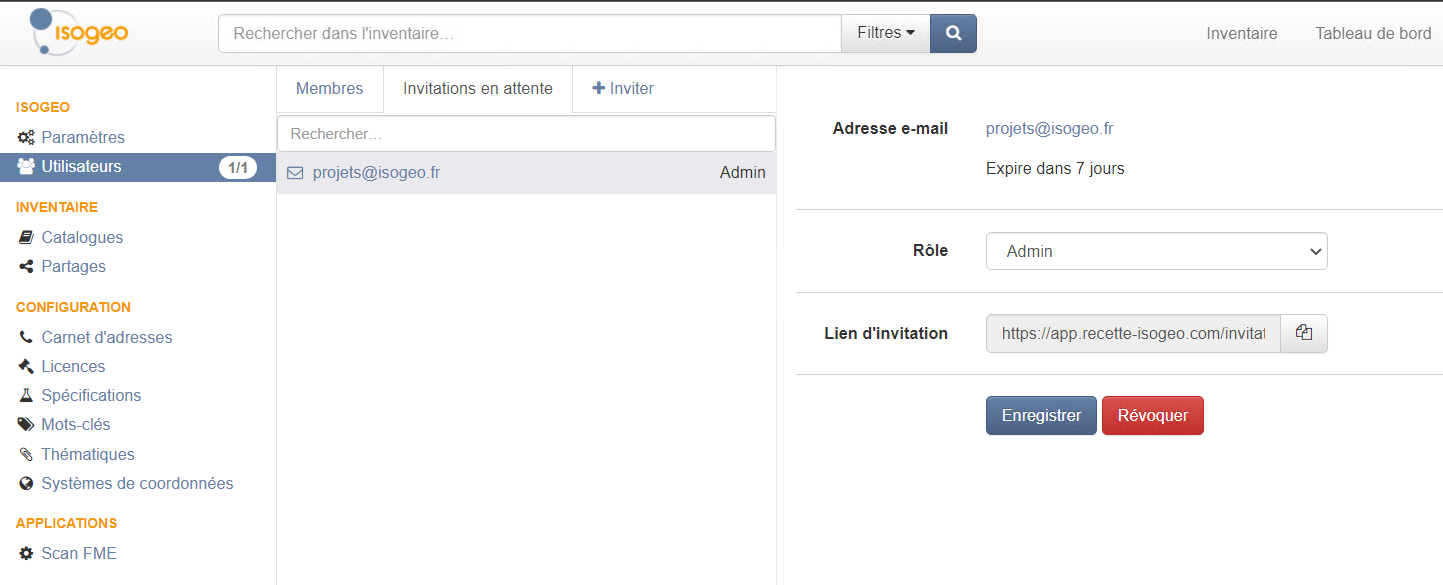 isogeo
Rechercher dans l'inventaire...
Filtres
Inventaire
Tableau de bord
ISOGEO
Paramètres
Utilisateurs 1/1
INVENTAIRE
Catalogues
Partages
CONFIGURATION
Carnet d'adresses
Licences
Spécifications
Mots-clés
Thématiques
Systèmes de coordonnées
APPLICATIONS
Scan FME
Membres
Invitations en attente
Inviter
Rechercher...
projets@isogeo.fr Admin
Adresse e-mail projets@isogeo.fr
Expire dans 7 jours
Rôle Admin
Lien d'invitation https://app.recette-isogeo.com/invitat
Enregistrer Révoquer